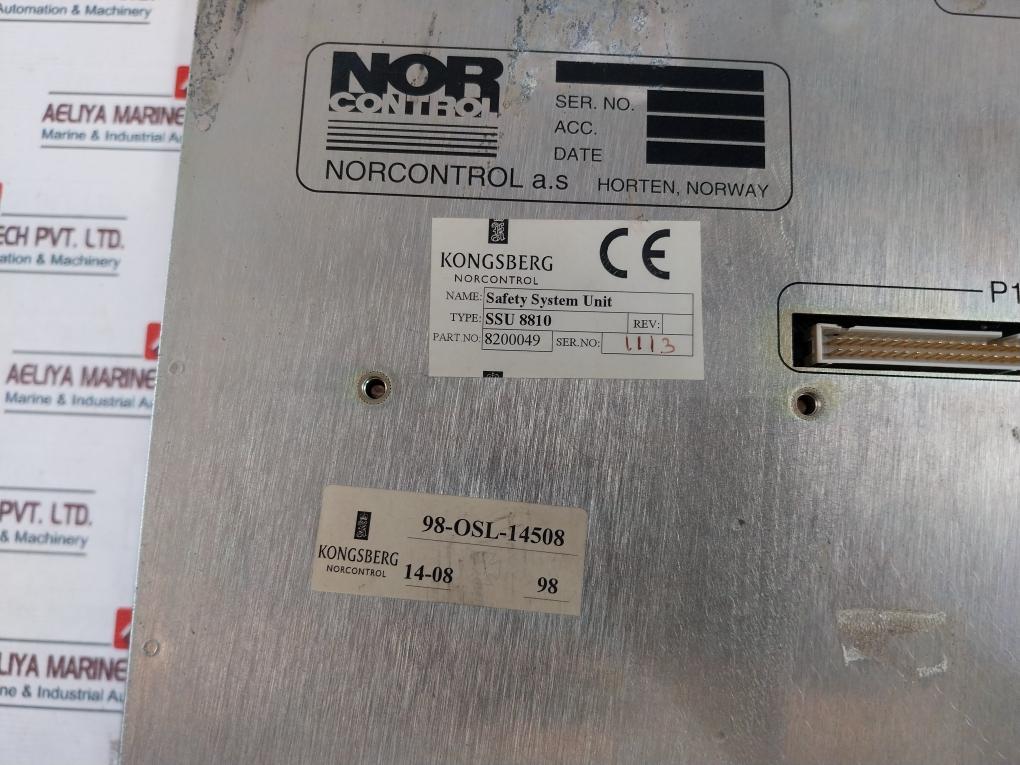 Automation & Machinery
AELIYA MARINE
Marine & Industrial Au
ECH PVT. LTD.
ation & Machinery
AELIYA MARINE
Marine & Industrial Au
PVT. LTD.
& Machinery
LIYA MARINE
ne & Industrial Au
NOR
CONTROL
SER. NO.
ACC.
DATE
NORCONTROL a.s HORTEN, NORWAY
KONGSBERG
NORCONTROL
CE
NAME: Safety System Unit
TYPE: SSU 8810 REV:
PART.NO: 8200049 SER.NO: 1113
P1
98-OSL-14508
KONGSBERG
NORCONTROL
14-08 98